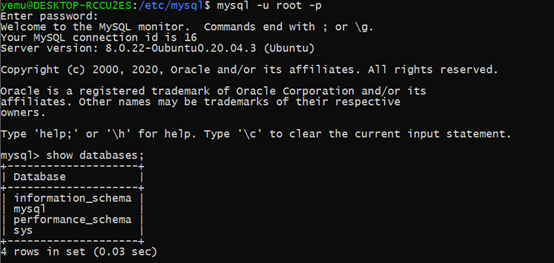 yemu@DESKTOP-RCCU2ES:/etc/mysql$ mysql -u root -p
Enter password:
Welcome to the MySQL monitor.  Commands end with ; or \g.
Your MySQL connection id is 16
Server version: 8.0.22-0ubuntu0.20.04.3 (Ubuntu)

Copyright (c) 2000, 2020, Oracle and/or its affiliates. All rights reserved.

Oracle is a registered trademark of Oracle Corporation and/or its
affiliates. Other names may be trademarks of their respective
owners.

Type 'help;' or '\h' for help. Type '\c' to clear the current input statement.

mysql> show databases;
+--------------------+
| Database           |
+--------------------+
| information_schema |
| mysql              |
| performance_schema |
| sys                |
+--------------------+
4 rows in set (0.03 sec)